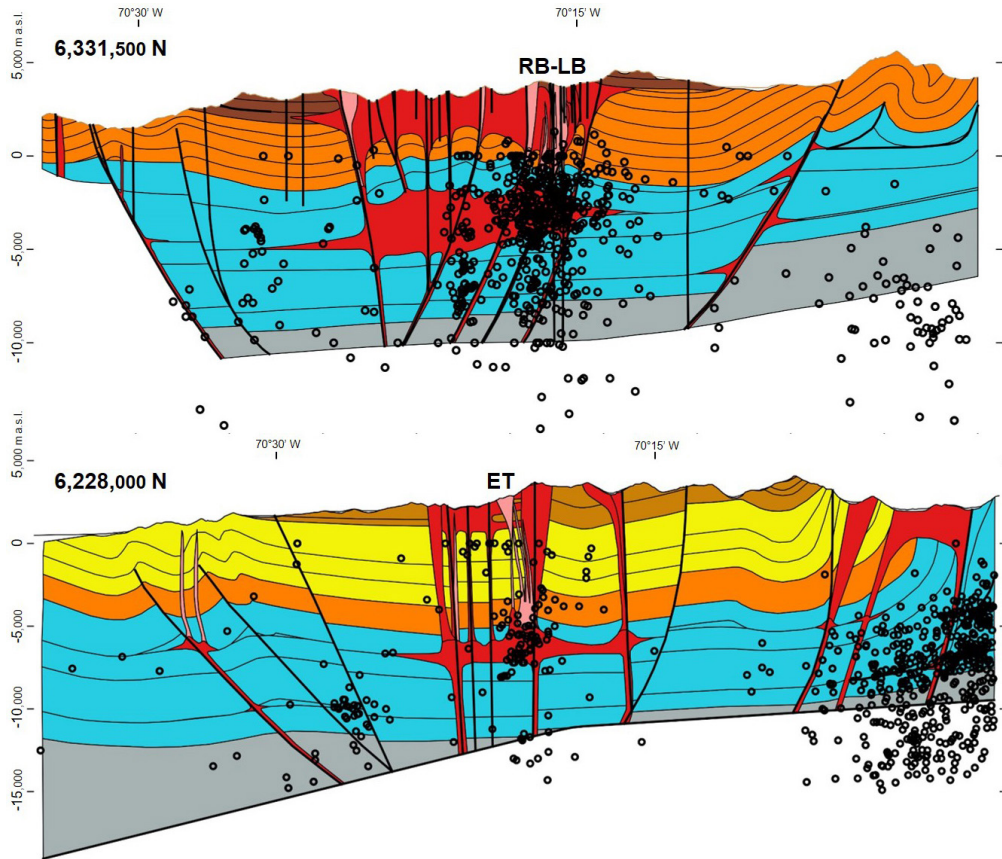 70°30' W
70°15' W
6,331,500 N
RB-LB
5,000 m a.s.l.
0
-5,000
-10,000
70°30' W
70°15' W
6,228,000 N
ET
5,000 m a.s.l.
0
-5,000
-10,000
-15,000